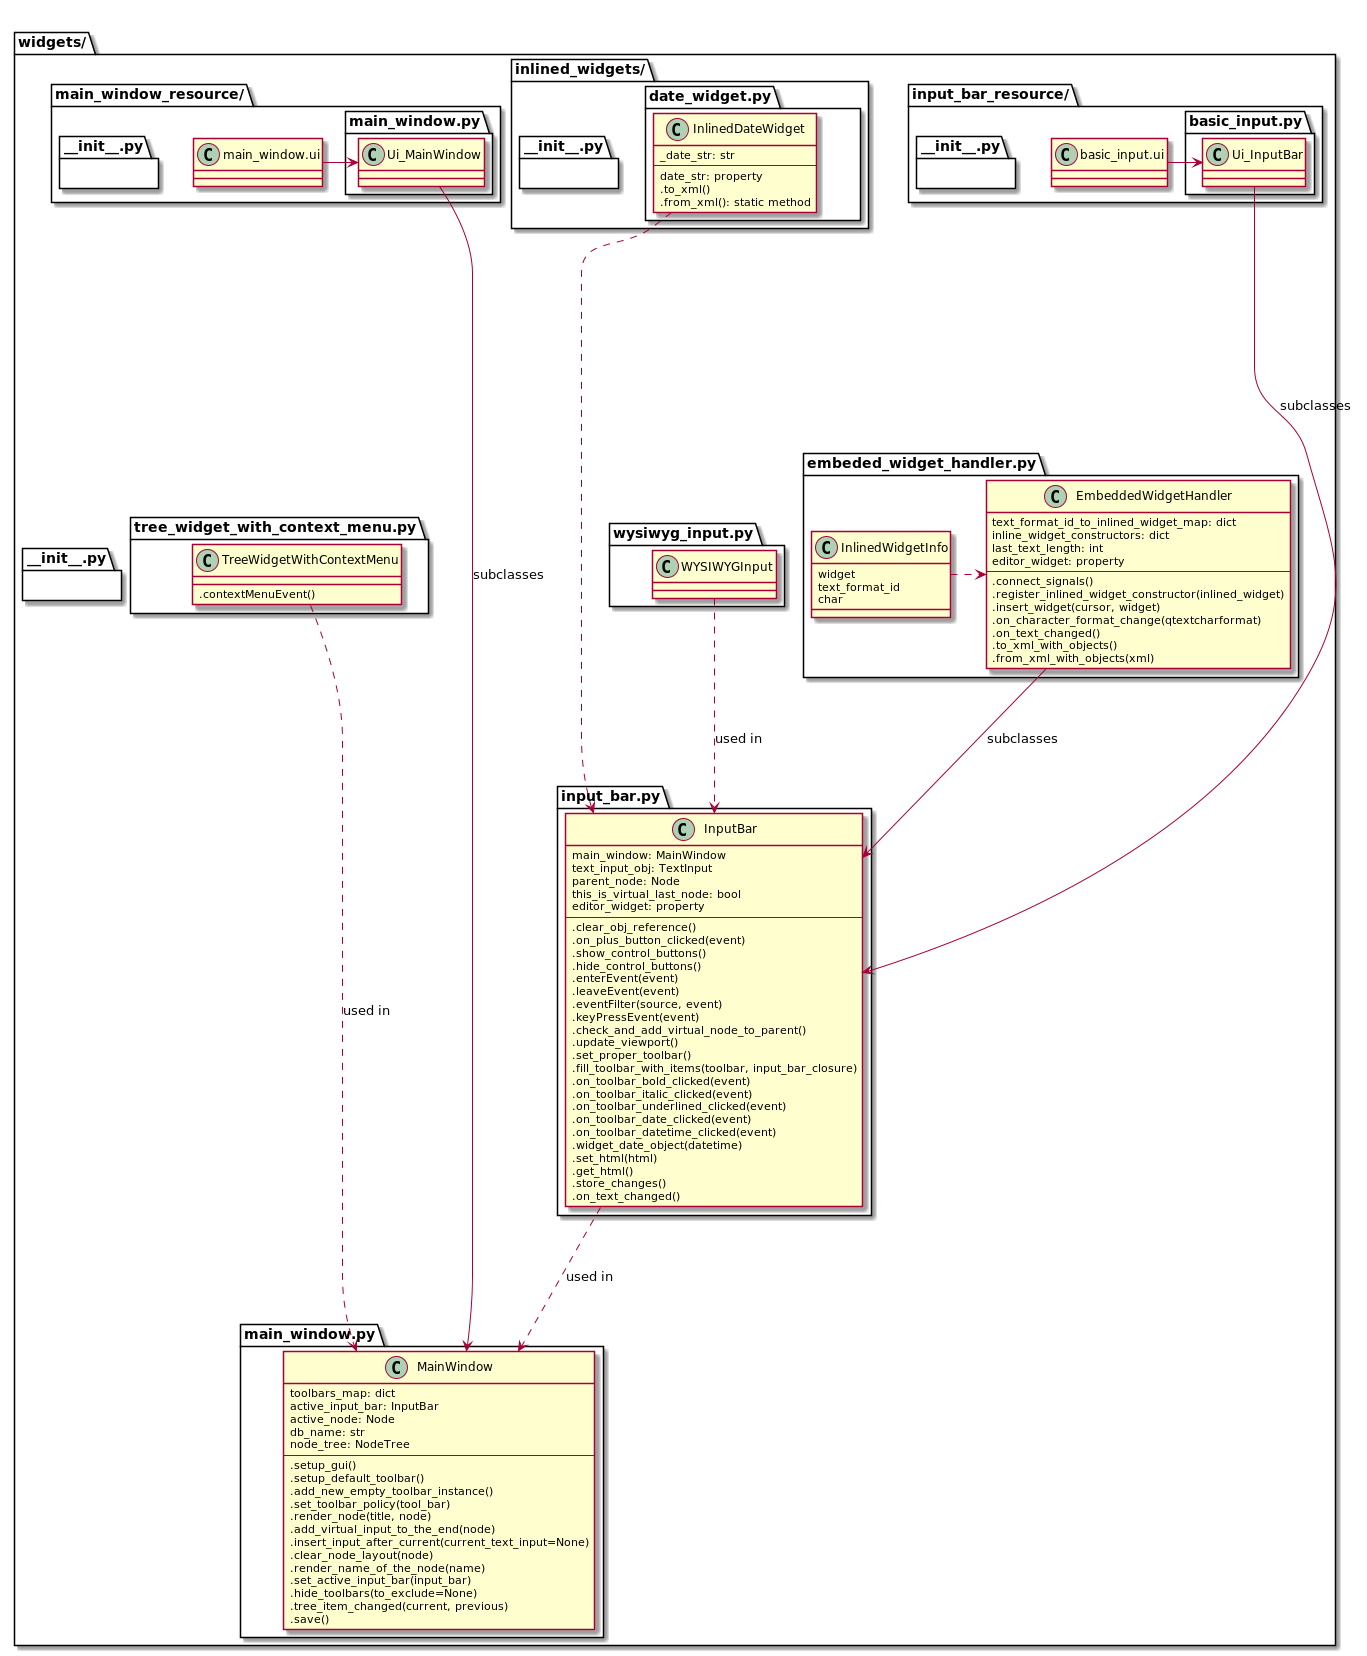 widgets/
main_window_resource/
__init__.py
main_window.ui
main_window.py
Ui_MainWindow
inlined_widgets/
__init__.py
date_widget.py
InlinedDateWidget
_date_str: str
date_str: property
.to_xml()
.from_xml(): static method
input_bar_resource/
__init__.py
basic_input.ui
basic_input.py
Ui_InputBar
subclasses
__init__.py
tree_widget_with_context_menu.py
TreeWidgetWithContextMenu
.contextMenuEvent()
subclasses
wysiwyg_input.py
WYSIWYGInput
embeded_widget_handler.py
InlinedWidgetInfo
widget
text_format_id
char
EmbeddedWidgetHandler
text_format_id_to_inlined_widget_map: dict
inline_widget_constructors: dict
last_text_length: int
editor_widget: property
.connect_signals()
.register_inlined_widget_constructor(inlined_widget)
.insert_widget(cursor, widget)
.on_character_format_change(qtextcharformat)
.on_text_changed()
.to_xml_with_objects()
.from_xml_with_objects(xml)
used in
subclasses
input_bar.py
InputBar
main_window: MainWindow
text_input_obj: TextInput
parent_node: Node
this_is_virtual_last_node: bool
editor_widget: property
.clear_obj_reference()
.on_plus_button_clicked(event)
.show_control_buttons()
.hide_control_buttons()
.enterEvent(event)
.leaveEvent(event)
.eventFilter(source, event)
.keyPressEvent(event)
.check_and_add_virtual_node_to_parent()
.update_viewport()
.set_proper_toolbar()
.fill_toolbar_with_items(toolbar, input_bar_closure)
.on_toolbar_bold_clicked(event)
.on_toolbar_italic_clicked(event)
.on_toolbar_underlined_clicked(event)
.on_toolbar_date_clicked(event)
.on_toolbar_datetime_clicked(event)
.widget_date_object(datetime)
.set_html(html)
.get_html()
.store_changes()
.on_text_changed()
used in
used in
main_window.py
MainWindow
toolbars_map: dict
active_input_bar: InputBar
active_node: Node
db_name: str
node_tree: NodeTree
.setup_gui()
.setup_default_toolbar()
.add_new_empty_toolbar_instance()
.set_toolbar_policy(tool_bar)
.render_node(title, node)
.add_virtual_input_to_the_end(node)
.insert_input_after_current(current_text_input=None)
.clear_node_layout(node)
.render_name_of_the_node(name)
.set_active_input_bar(input_bar)
.hide_toolbars(to_exclude=None)
.tree_item_changed(current, previous)
.save()